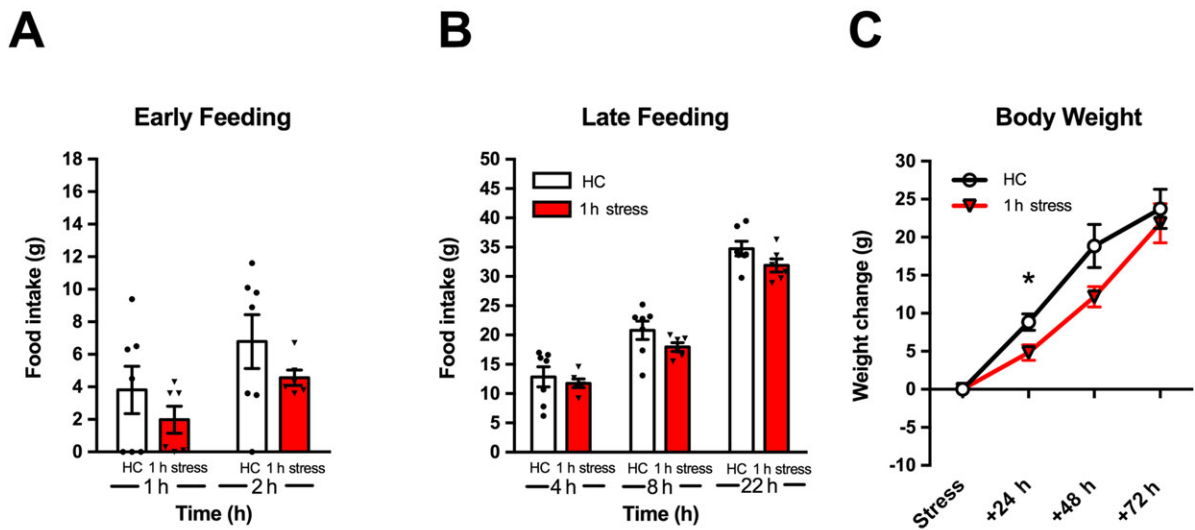 A
Early Feeding
Food intake (g)
18
16
14
12
10
8
6
4
2
0
HC 1 h stress HC 1 h stress
1 h 2 h
Time (h)
B
Late Feeding
Food intake (g)
50
45
40
35
30
25
20
15
10
5
0
HC
1 h stress
HC 1 h stress HC 1 h stress HC 1 h stress
4 h 8 h 22 h
Time (h)
C
Body Weight
Weight change (g)
30
25
20
15
10
5
0
-5
-10
HC
1 h stress
*
Stress +24 h +48 h +72 h